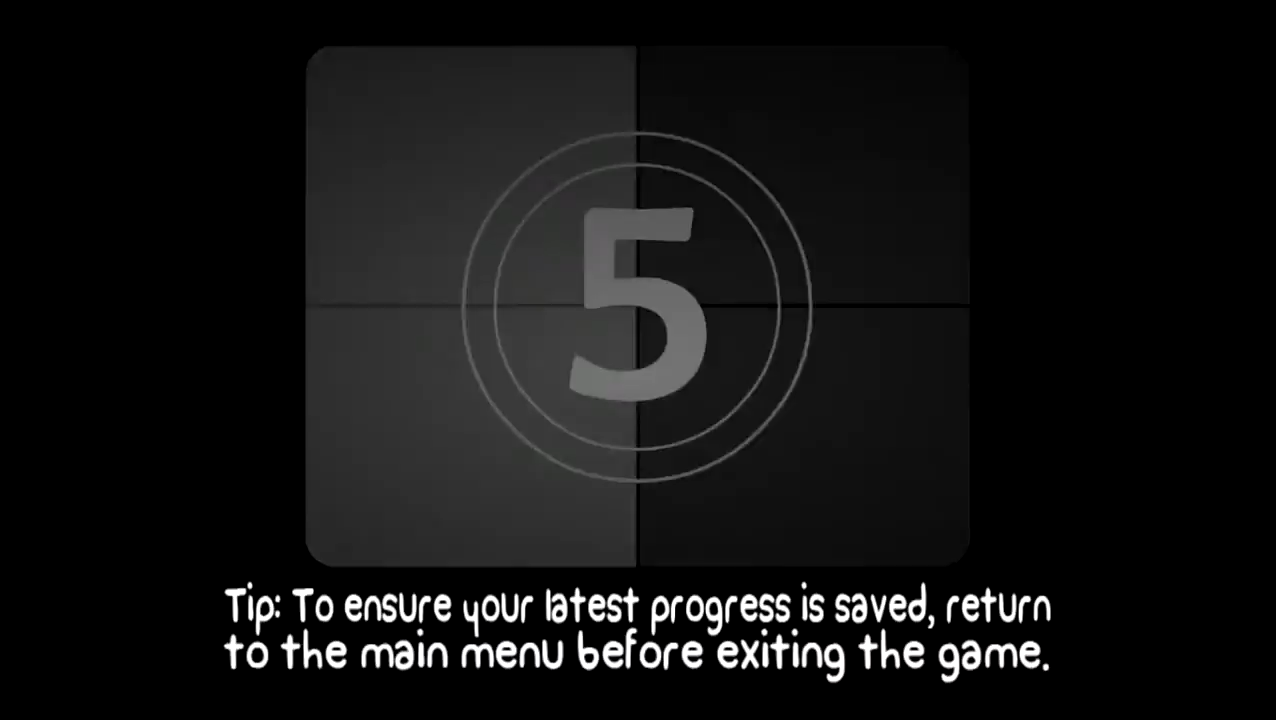 5
Tip: To ensure your latest progress is saved, return
to the main menu before exiting the game.